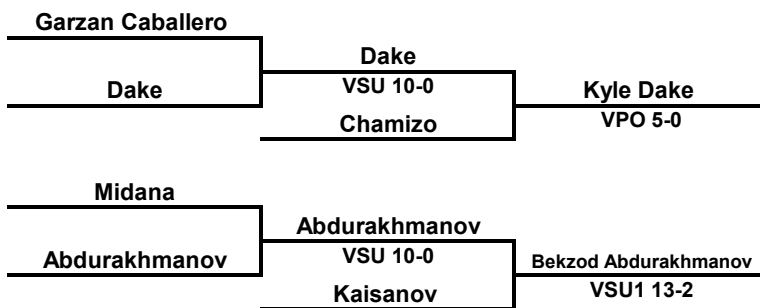 Garzan Caballero
Dake
Dake
VSU 10-0
Chamizo
Kyle Dake
VPO 5-0
Midana
Abdurakhmanov
Abdurakhmanov
VSU 10-0
Kaisanov
Bekzod Abdurakhmanov
VSU1 13-2